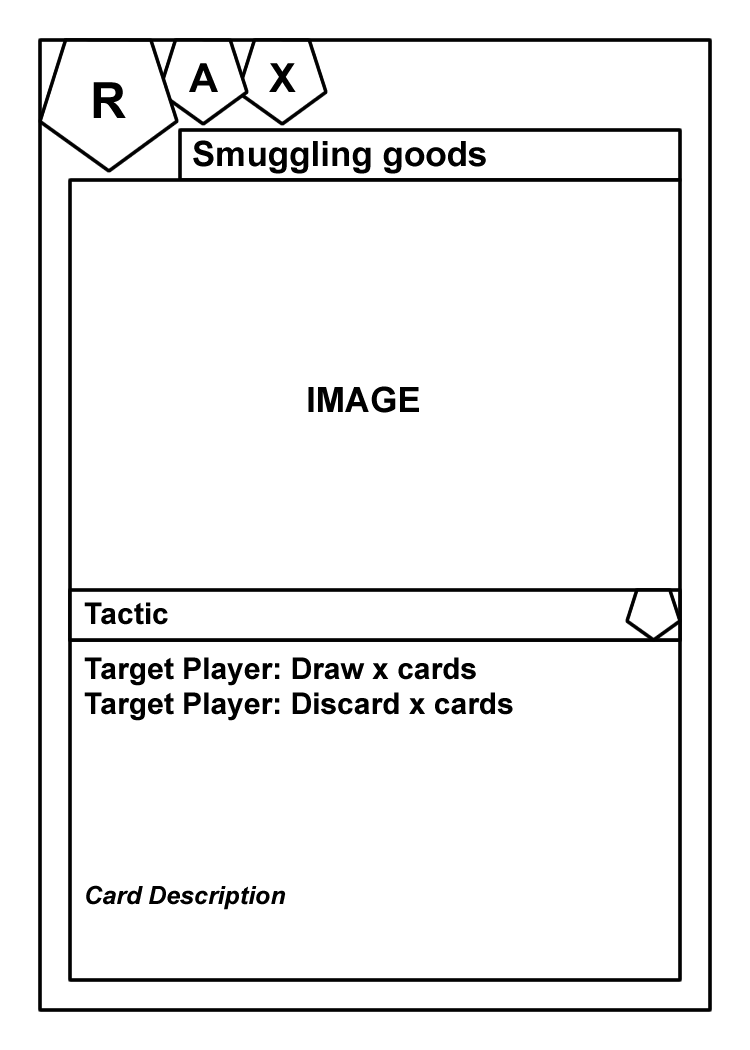 R A X
Smuggling goods
IMAGE
Tactic
Target Player: Draw x cards
Target Player: Discard x cards
Card Description